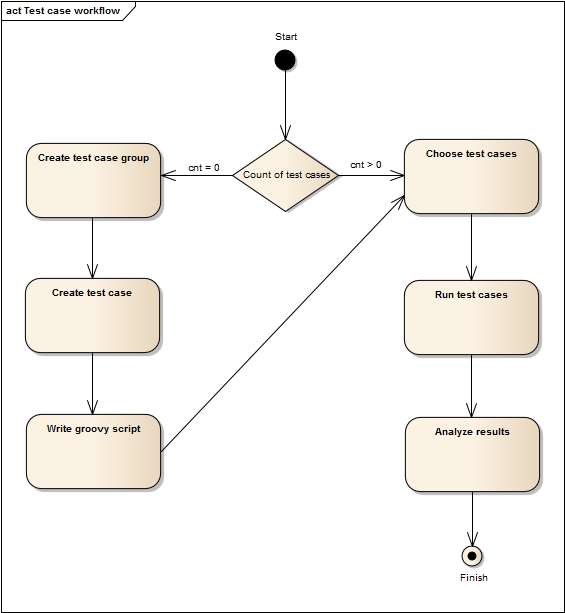 act Test case workflow
Start
Create test case group
cnt = 0
Count of test cases
cnt > 0
Choose test cases
Create test case
Run test cases
Write groovy script
Analyze results
Finish